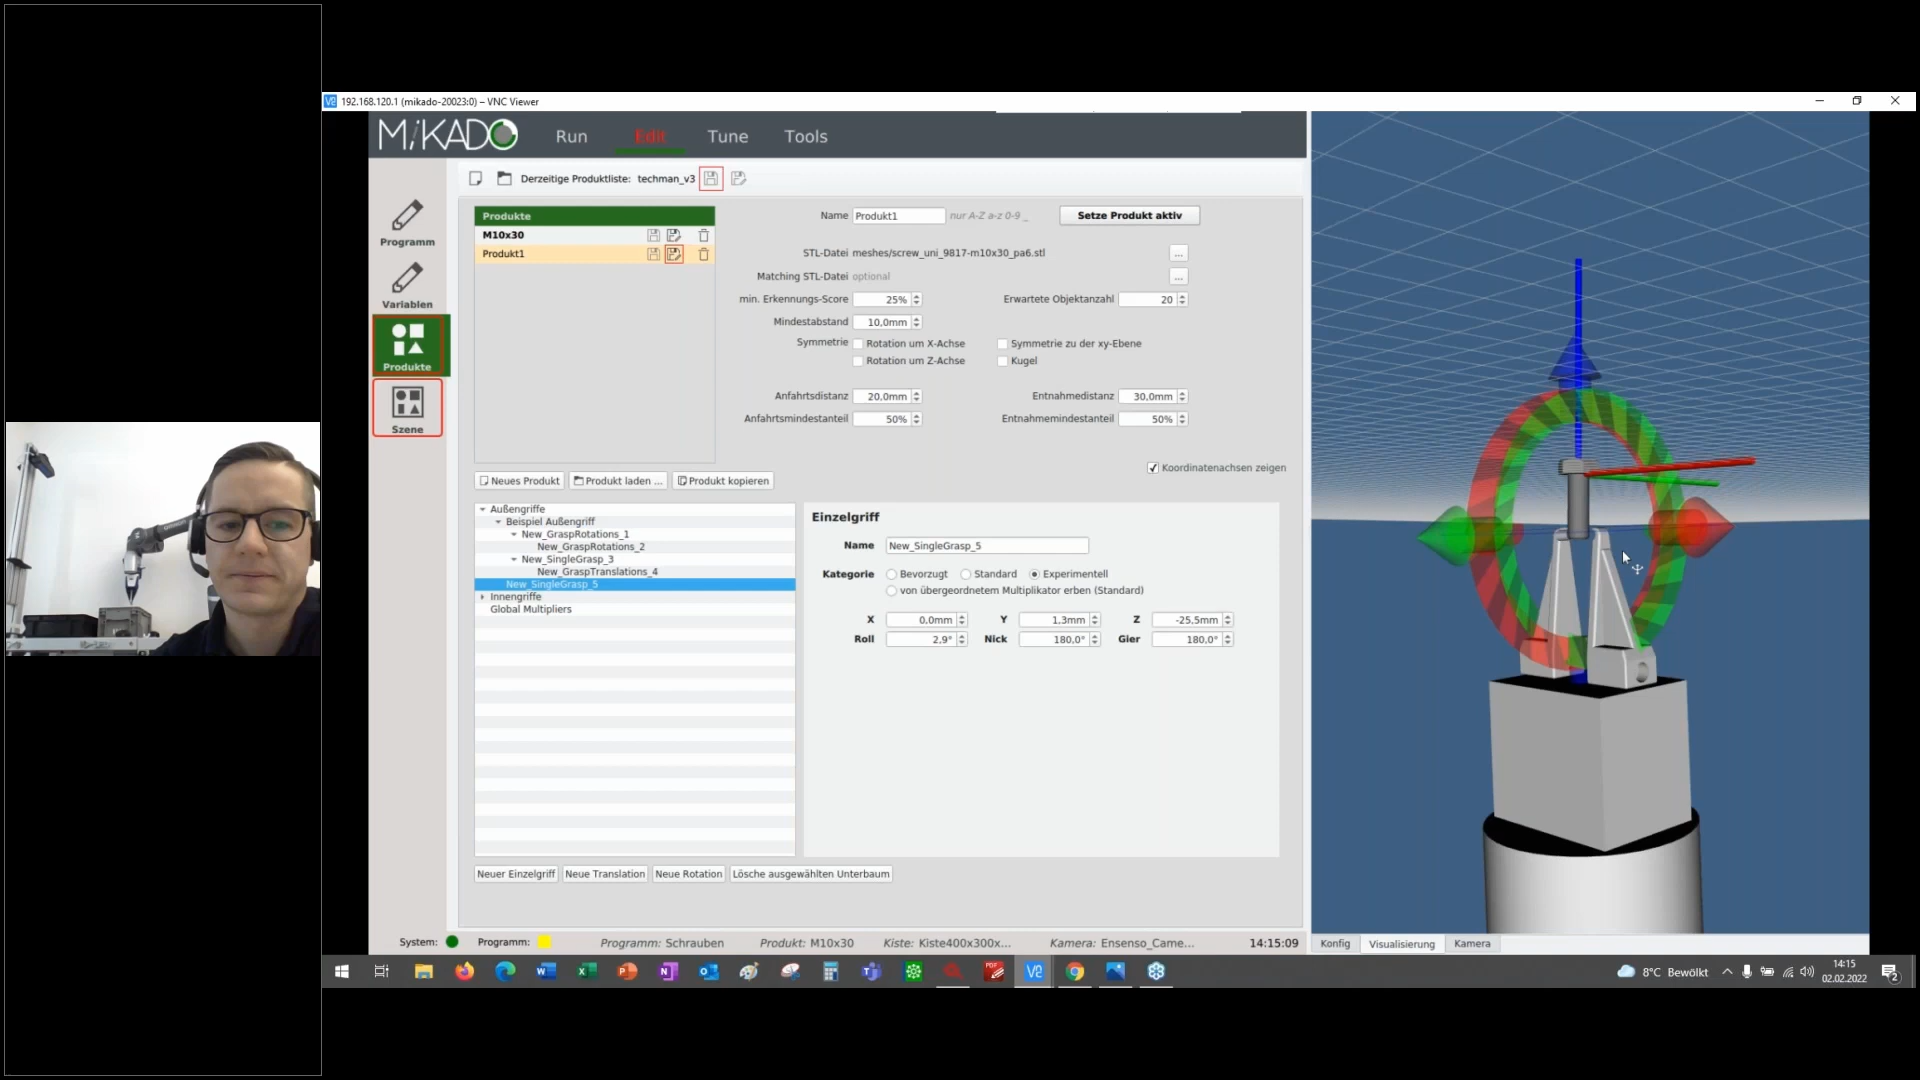 192.168.120.1 (mikado-20023:0) – VNC Viewer
MiKADO
Run
Edit
Tune
Tools
Derzeitige Produktliste: techman_v3
Programm
Variablen
Produkte
Szene
Produkte
M10x30
Produkt1
Name Produkt1 nur A-Z a-z 0-9 _
Setze Produkt aktiv
STL-Datei meshes/screw_uni_9817-m10x30_pa6.stl ...
Matching STL-Datei optional ...
min. Erkennungs-Score 25% Erwartete Objektanzahl 20
Mindestabstand 10,0mm
Symmetrie Rotation um X-Achse Symmetrie zu der xy-Ebene
Rotation um Z-Achse Kugel
Anfahrtsdistanz 20,0mm Entnahmedistanz 30,0mm
Anfahrtsmindestanteil 50% Entnahmemindestanteil 50%
Koordinatenachsen zeigen
Neues Produkt Produkt laden ... Produkt kopieren
Außengriffe
Beispiel Außengriff
New_GraspRotations_1
New_GraspRotations_2
New_SingleGrasp_3
New_GraspTranslations_4
New_SingleGrasp_5
Innengriffe
Global Multipliers
Einzelgriff
Name New_SingleGrasp_5
Kategorie Bevorzugt Standard Experimentell
von übergeordnetem Multiplikator erben (Standard)
X 0,0mm Y 1,3mm Z -25,5mm
Roll 2,9° Nick 180,0° Gier 180,0°
Neuer Einzelgriff Neue Translation Neue Rotation Lösche ausgewählten Unterbaum
System: Programm: Programm: Schrauben Produkt: M10x30 Kiste: Kiste400x300x... Kamera: Ensenso_Came... 14:15:09
Konfig Visualisierung Kamera
8°C Bewölkt
14:15
02.02.2022
2